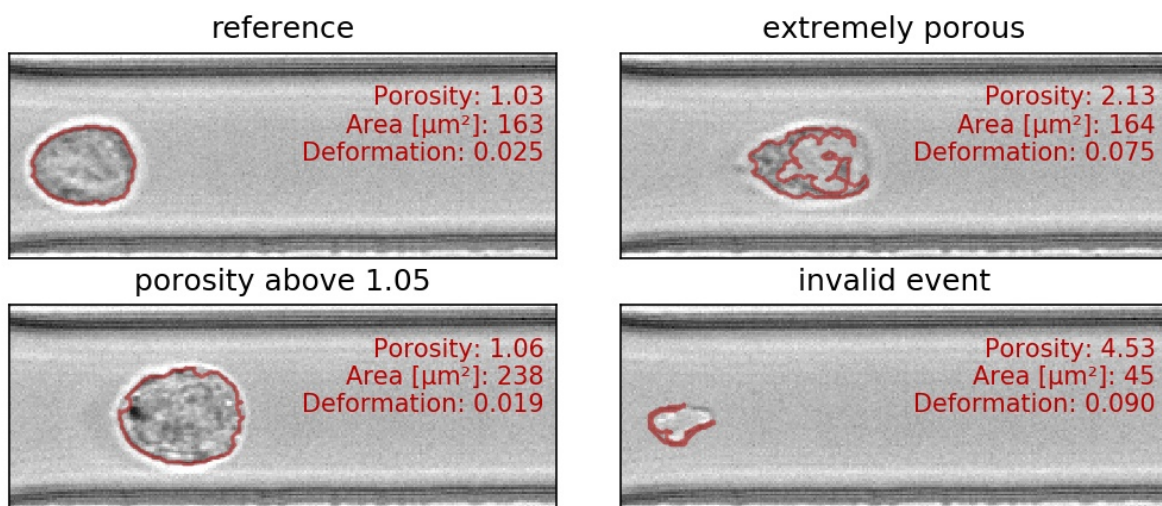 reference
Porosity: 1.03
Area [µm²]: 163
Deformation: 0.025
extremely porous
Porosity: 2.13
Area [µm²]: 164
Deformation: 0.075
porosity above 1.05
Porosity: 1.06
Area [µm²]: 238
Deformation: 0.019
invalid event
Porosity: 4.53
Area [µm²]: 45
Deformation: 0.090